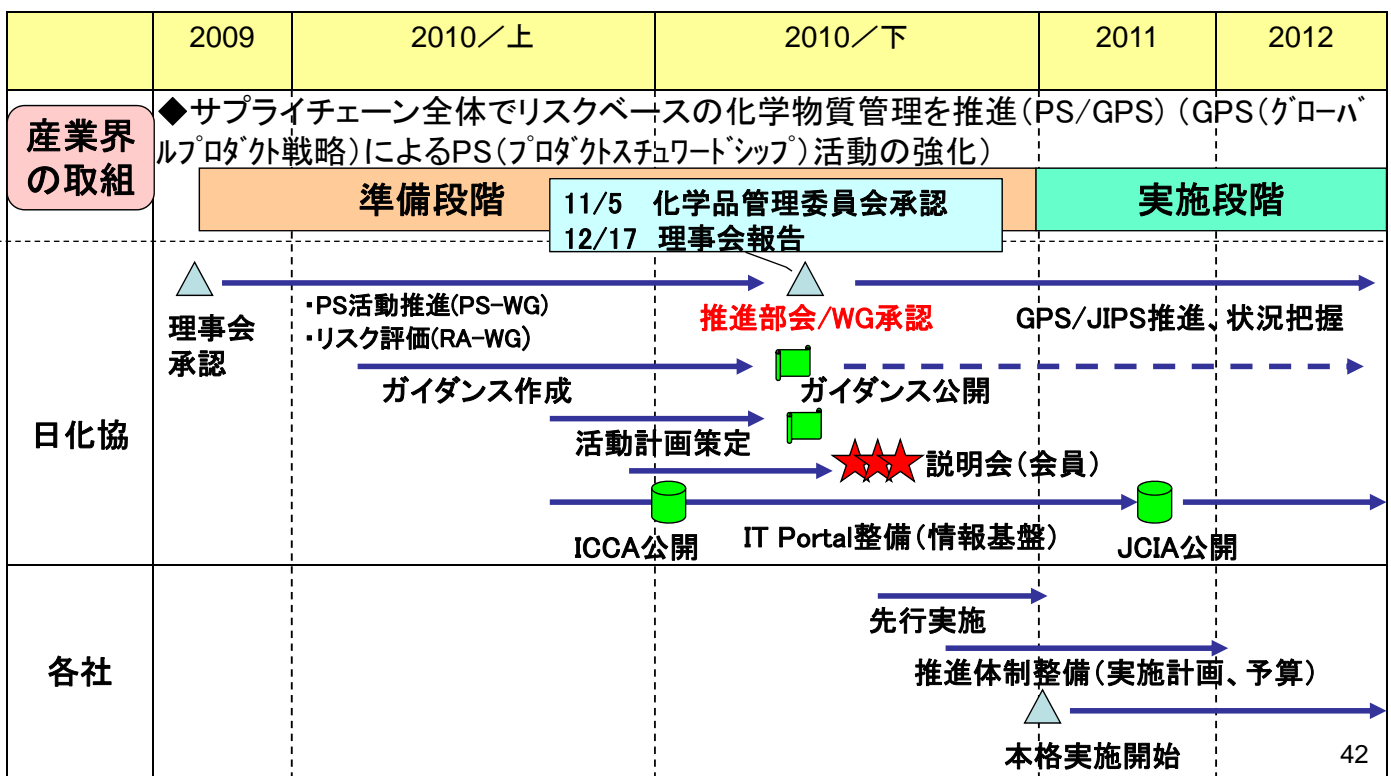 2009
2010／上
2010／下
2011
2012
産業界
の取組
◆サプライチェーン全体でリスクベースの化学物質管理を推進（PS/GPS）（GPS（ｸﾞﾛｰﾊﾞ
ﾙﾌﾟﾛﾀﾞｸﾄ戦略）によるPS（ﾌﾟﾛﾀﾞｸﾄｽﾁｭﾜｰﾄﾞｼｯﾌﾟ）活動の強化）
準備段階
11/5　化学品管理委員会承認
12/17　理事会報告
実施段階
日化協
理事会
承認
・PS活動推進(PS-WG)
・リスク評価(RA-WG)
推進部会/WG承認
GPS/JIPS推進、状況把握
ガイダンス作成
ガイダンス公開
活動計画策定
説明会（会員）
ICCA公開
IT Portal整備（情報基盤）
JCIA公開
各社
先行実施
推進体制整備（実施計画、予算）
本格実施開始
42